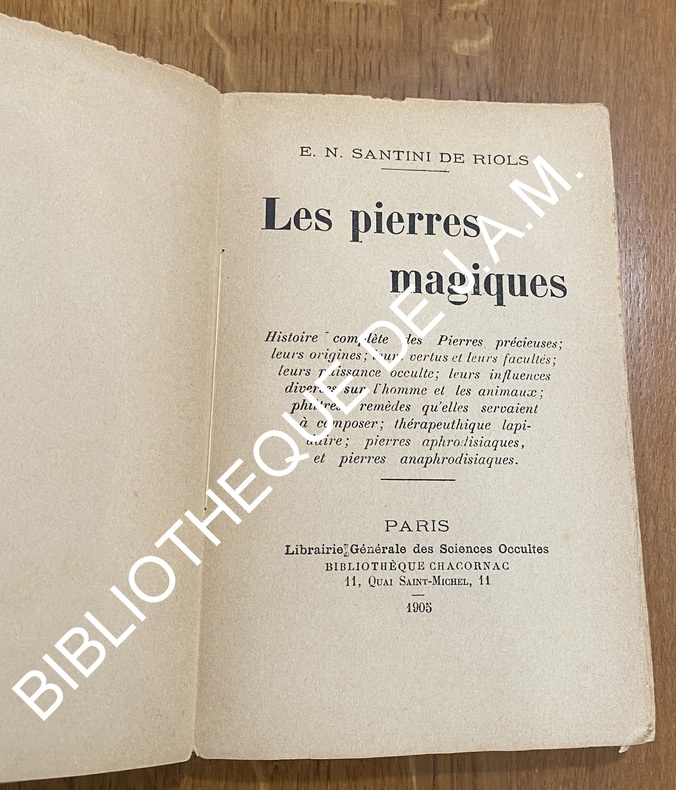 E. N. SANTINI DE RIOLS
Les pierres
magiques
Histoire complète des Pierres précieuses;
leurs origines; leurs vertus et leurs facultés;
leurs puissance occulte; leurs influences
diverses sur l'homme et les animaux;
philtres, remèdes qu'elles servaient
à composer; thérapeuthique lapi-
daire; pierres aphrodisiaques,
et pierres anaphrodisiaques.
PARIS
Librairie Générale des Sciences Occultes
BIBLIOTHÈQUE CHACORNAC
11, QUAI SAINT-MICHEL, 11
1905
BIBLIOTHEQUE DE J.A.M.